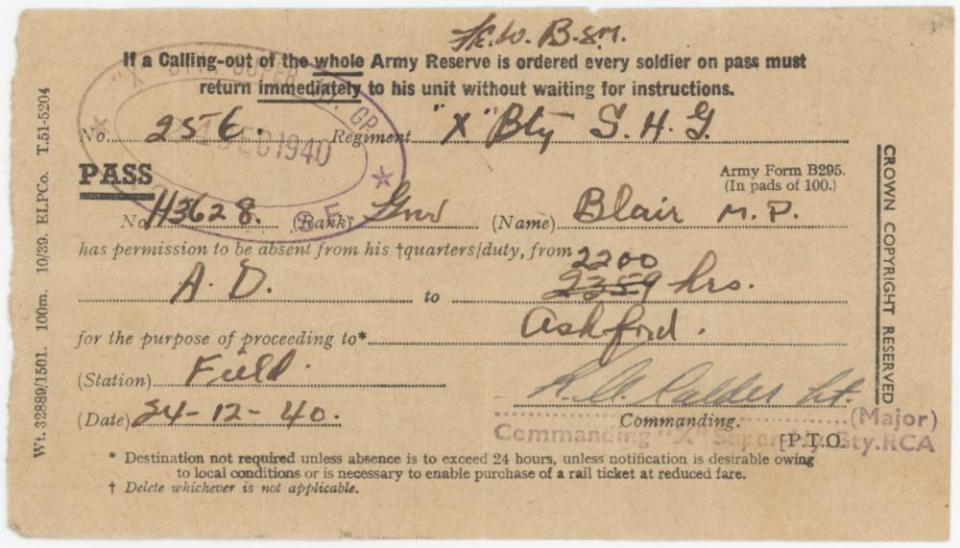 B.S.M.
If a Calling-out of the whole Army Reserve is ordered every soldier on pass must
return immediately to his unit without waiting for instructions.
No. 256. Regiment "X" Bty S. H. G.
DEC 1940
PASS
Army Form B295.
(In pads of 100.)
No. H3628. (Rank) Gnr (Name) Blair M. P.
has permission to be absent from his †quarters/duty, from
2200
A. D. to 2359 hrs.
for the purpose of proceeding to* Ashford.
(Station) Field.
(Date) 24-12-40.
Calder Lt.
Commanding. (Major)
Commanding "X" Super Hy. Bty. RCA
[P.T.O.
* Destination not required unless absence is to exceed 24 hours, unless notification is desirable owing
to local conditions or is necessary to enable purchase of a rail ticket at reduced fare.
† Delete whichever is not applicable.
Wt. 32889/1501. 100m. 10/39. ELPCo. T.51-5204
CROWN COPYRIGHT RESERVED